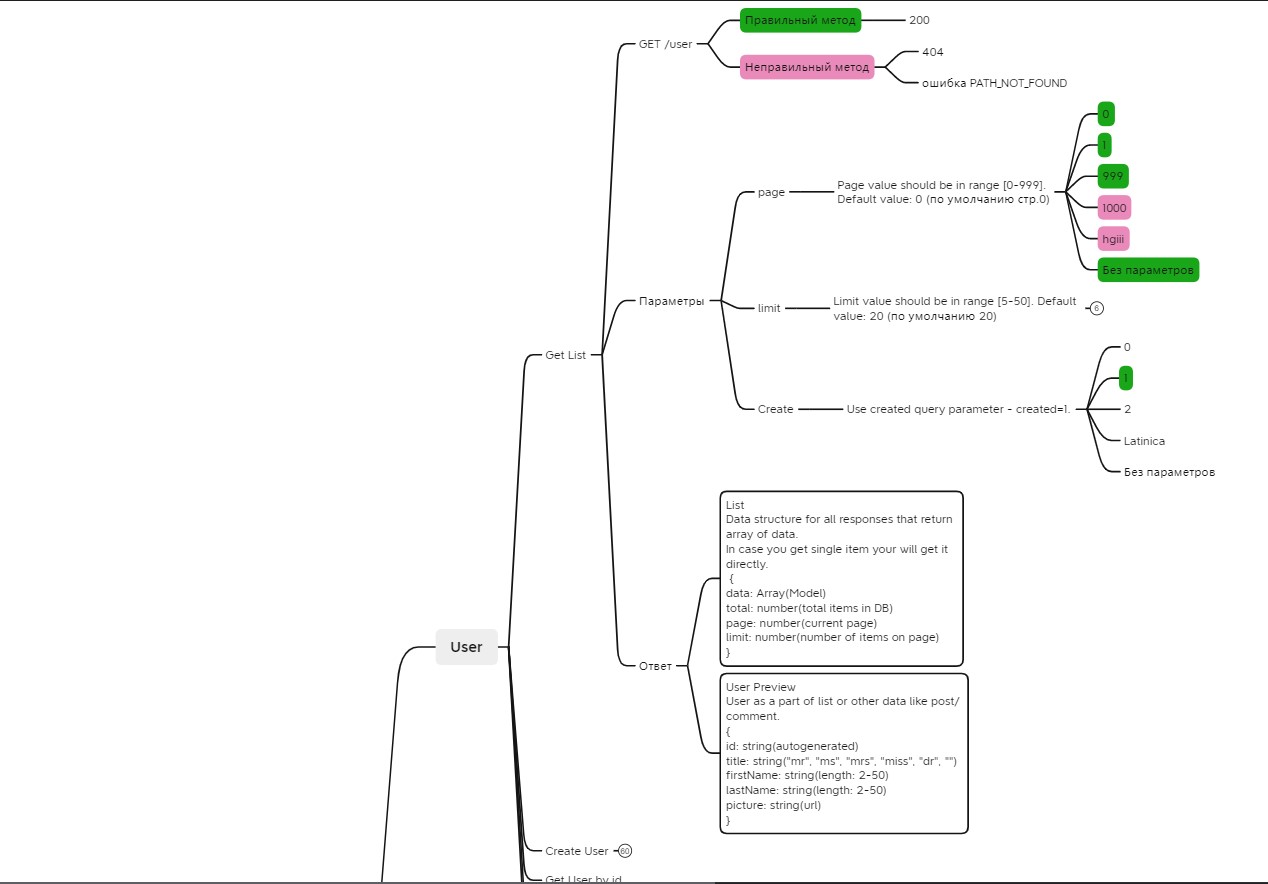 Правильный метод
200
GET /user
Неправильный метод
404
ошибка PATH_NOT_FOUND
0
1
999
1000
hgiii
Без параметров
page
Page value should be in range [0-999].
Default value: 0 (по умолчанию стр.0)
Параметры
limit
Limit value should be in range [5-50]. Default
value: 20 (по умолчанию 20)
6
Get List
Create
Use created query parameter - created=1.
0
1
2
Latinica
Без параметров
List
Data structure for all responses that return
array of data.
In case you get single item your will get it
directly.
{
data: Array(Model)
total: number(total items in DB)
page: number(current page)
limit: number(number of items on page)
}
User
Ответ
User Preview
User as a part of list or other data like post/
comment.
{
id: string(autogenerated)
title: string("mr", "ms", "mrs", "miss", "dr", "")
firstName: string(length: 2-50)
lastName: string(length: 2-50)
picture: string(url)
}
Create User
60
Get User by id